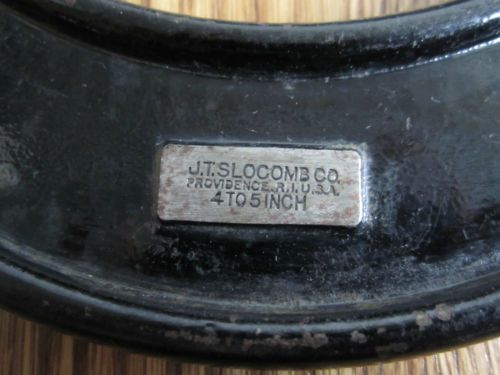 J.T.SLOCOMB CO.
PROVIDENCE. R.I. U.S.A.
4 TO 5 INCH